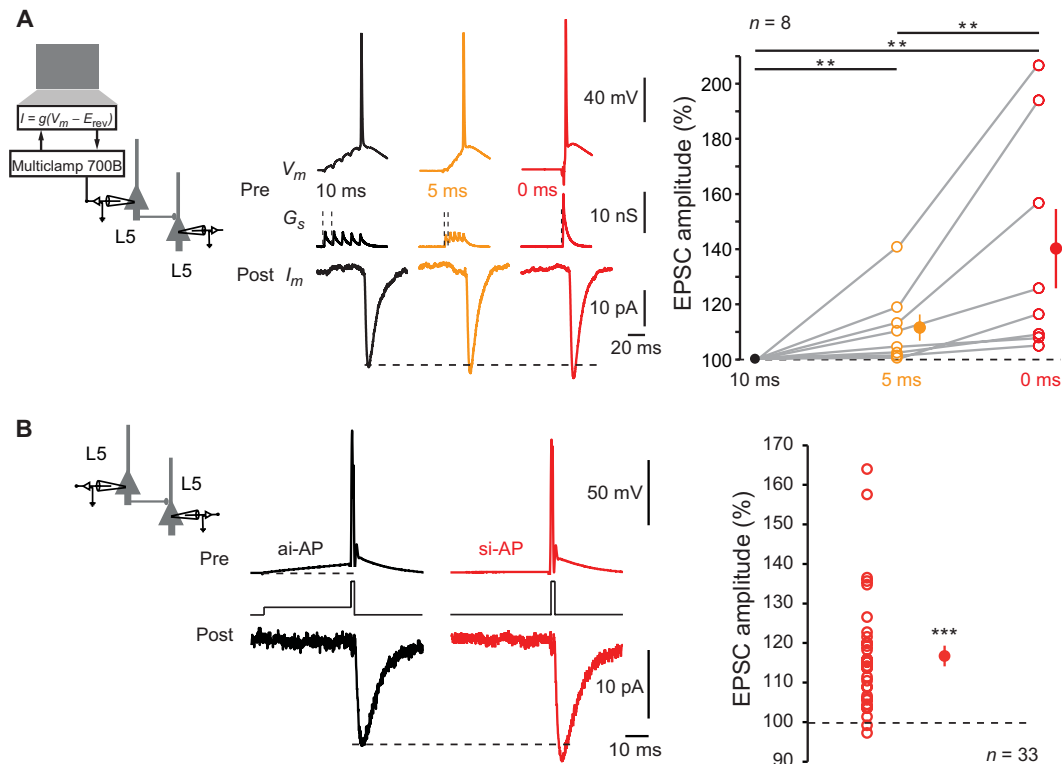 A
I = g(Vm − Erev)
Multiclamp 700B
L5
L5
Pre
Vm
10 ms
5 ms
0 ms
40 mV
Gs
10 nS
Post
Im
10 pA
20 ms
n = 8
**
**
**
EPSC amplitude (%)
210
200
180
160
140
120
100
10 ms
5 ms
0 ms
B
L5
L5
Pre
ai-AP
si-AP
50 mV
Post
10 pA
10 ms
EPSC amplitude (%)
170
160
150
140
130
120
110
100
90
***
n = 33